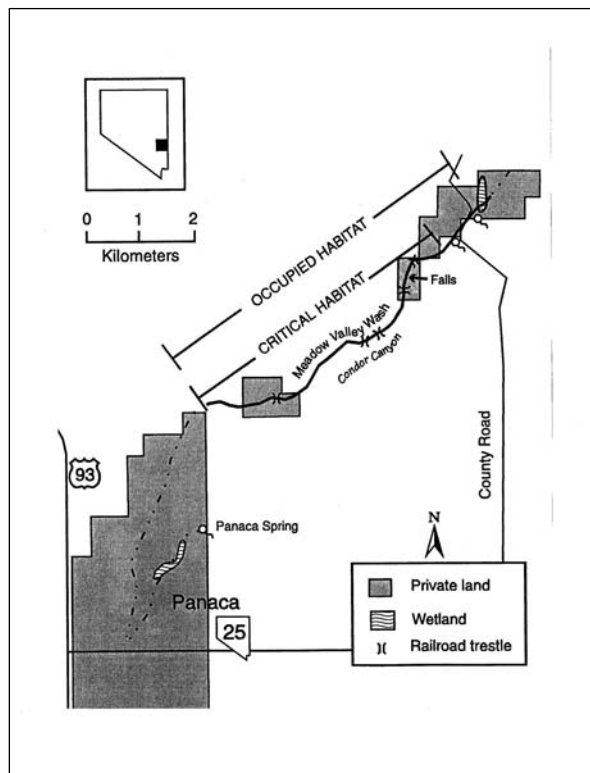 0 1 2
Kilometers
OCCUPIED HABITAT
CRITICAL HABITAT
Falls
Meadow Valley Wash
Condor Canyon
County Road
93
Panaca Spring
N
Panaca
25
Private land
Wetland
Railroad trestle